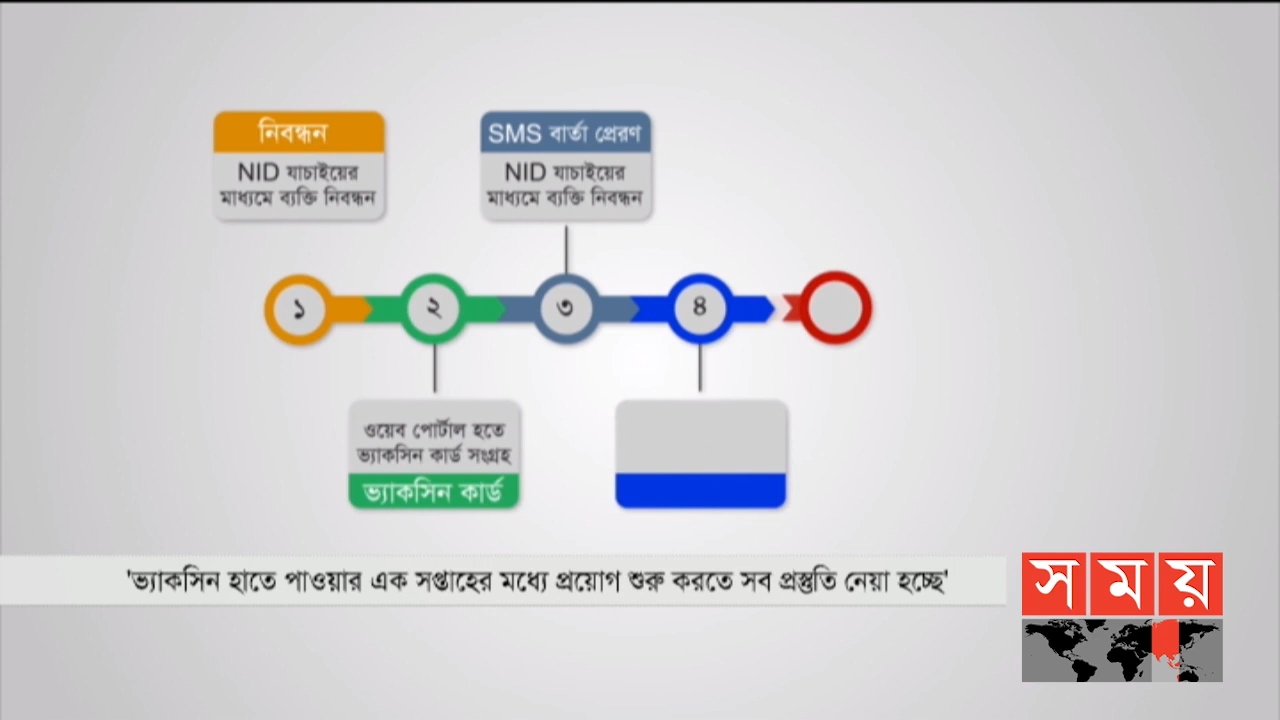 নিবন্ধন
NID যাচাইয়ের
মাধ্যমে ব্যক্তি নিবন্ধন
SMS বার্তা প্রেরণ
NID যাচাইয়ের
মাধ্যমে ব্যক্তি নিবন্ধন
১ ২ ৩ ৪
ওয়েব পোর্টাল হতে
ভ্যাকসিন কার্ড সংগ্রহ
ভ্যাকসিন কার্ড
'ভ্যাকসিন হাতে পাওয়ার এক সপ্তাহের মধ্যে প্রয়োগ শুরু করতে সব প্রস্তুতি নেয়া হচ্ছে'
সময়